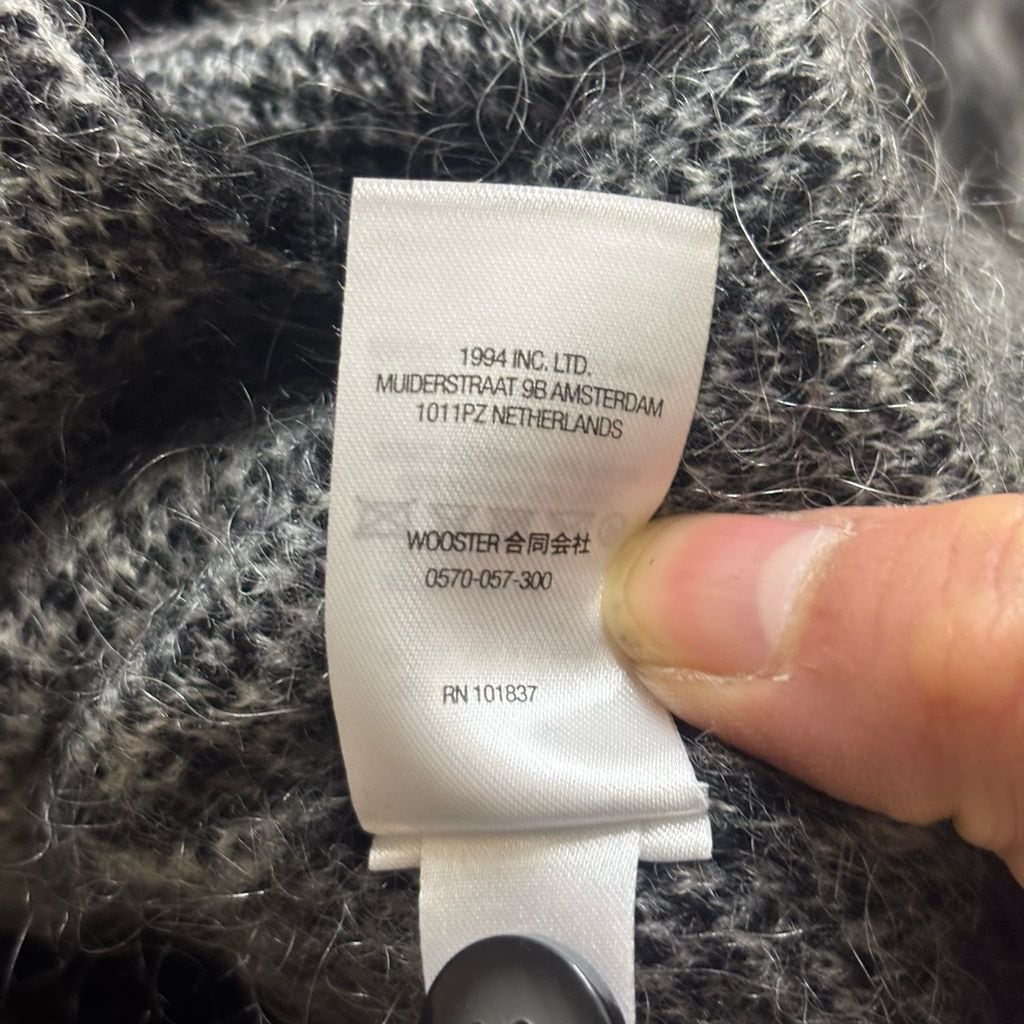 1994 INC. LTD.
MUIDERSTRAAT 9B AMSTERDAM
1011PZ NETHERLANDS
WOOSTER 合同会社
0570-057-300
RN 101837